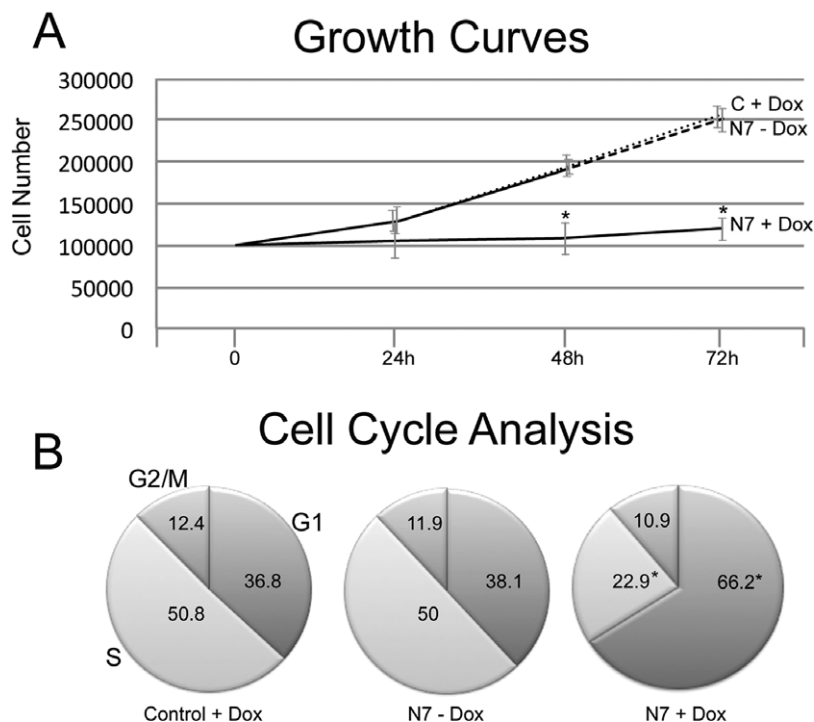 A
Growth Curves
Cell Number
300000
250000
200000
150000
100000
50000
0
C + Dox
N7 - Dox
*
*
N7 + Dox
0
24h
48h
72h
Cell Cycle Analysis
B
G2/M
12.4
G1
36.8
50.8
S
Control + Dox
11.9
38.1
50
N7 - Dox
10.9
22.9*
66.2*
N7 + Dox